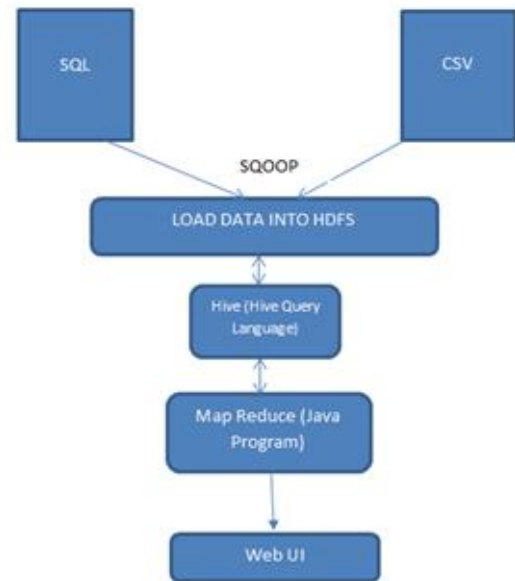 SQL
CSV
SQOOP
LOAD DATA INTO HDFS
Hive (Hive Query
Language)
Map Reduce (Java
Program)
Web UI